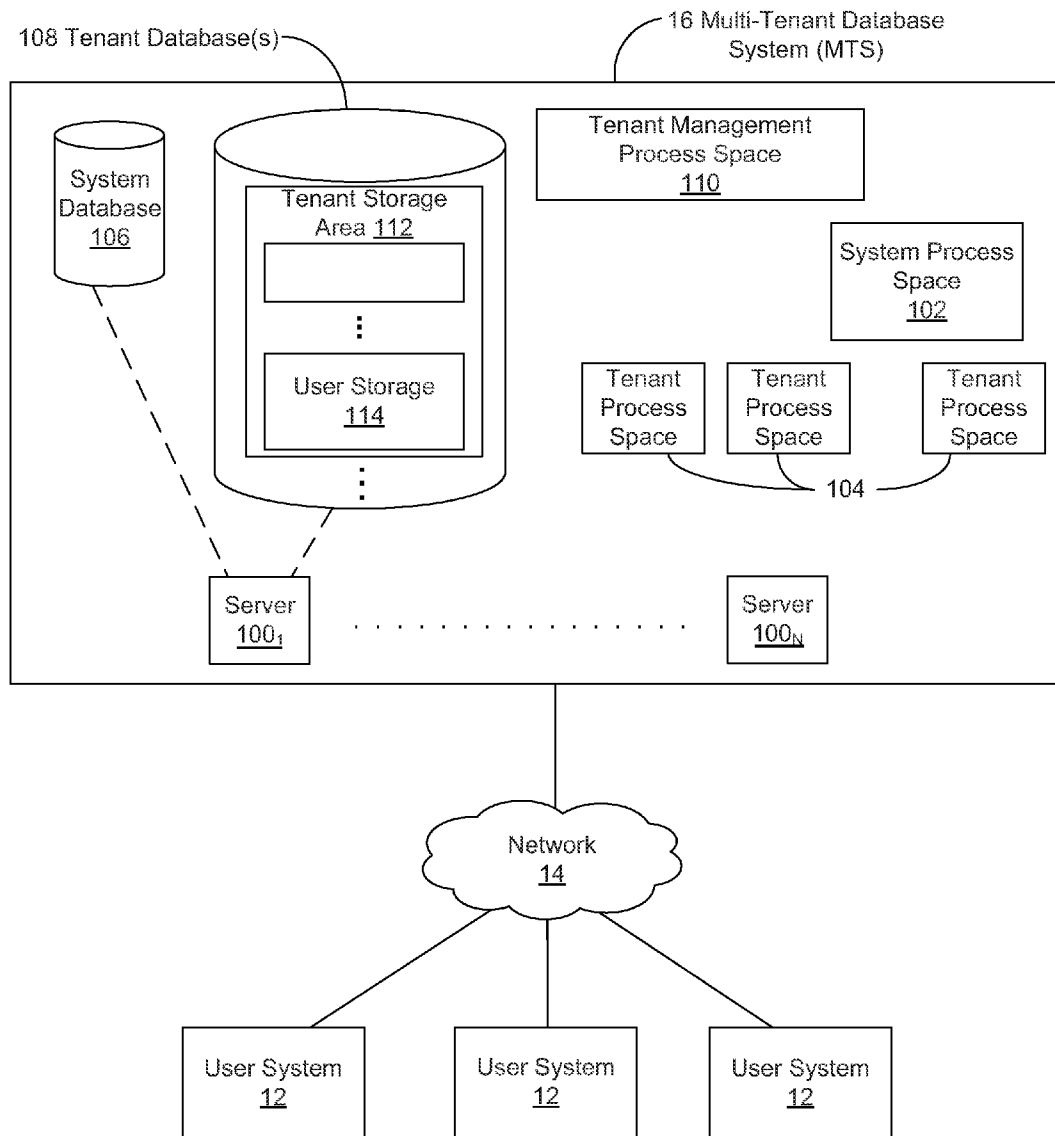 108 Tenant Database(s)
16 Multi-Tenant Database
System (MTS)
System
Database
106
Tenant Storage
Area 112
User Storage
114
Tenant Management
Process Space
110
System Process
Space
102
Tenant
Process
Space
Tenant
Process
Space
Tenant
Process
Space
104
Server
100₁
Server
100ₙ
Network
14
User System
12
User System
12
User System
12